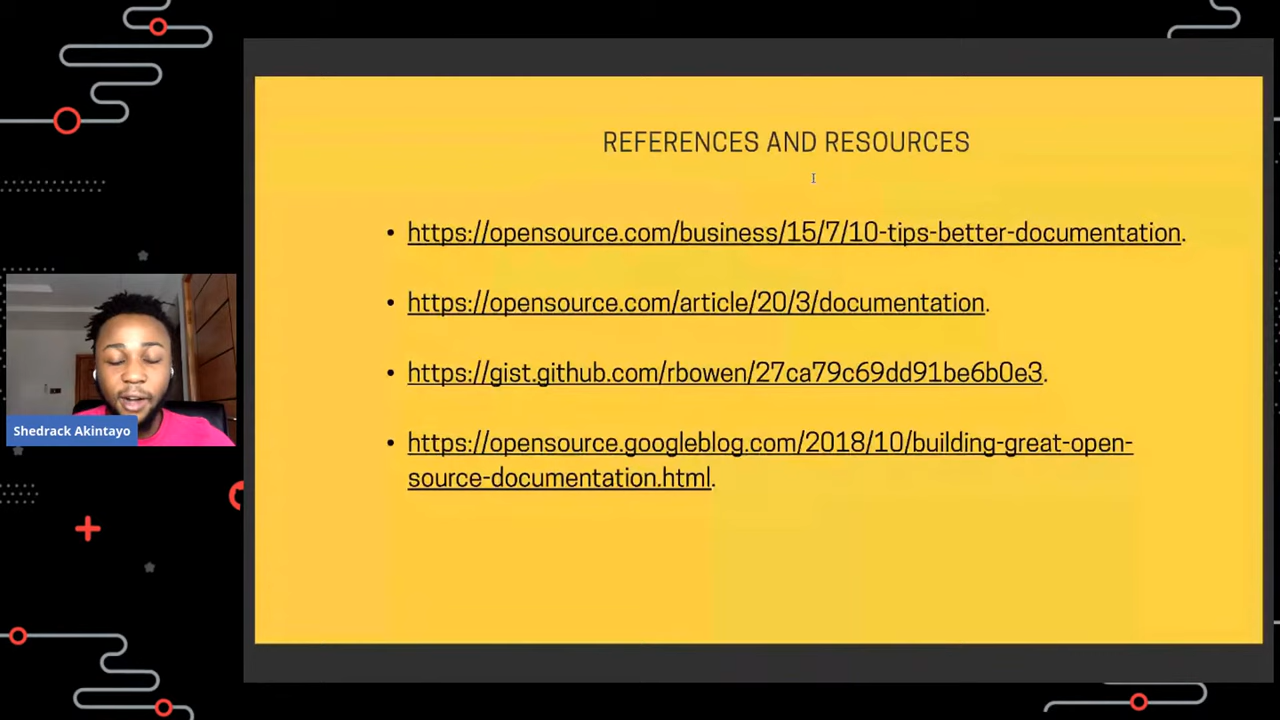 REFERENCES AND RESOURCES
• https://opensource.com/business/15/7/10-tips-better-documentation.
• https://opensource.com/article/20/3/documentation.
• https://gist.github.com/rbowen/27ca79c69dd91be6b0e3.
• https://opensource.googleblog.com/2018/10/building-great-open-
source-documentation.html.
Shedrack Akintayo